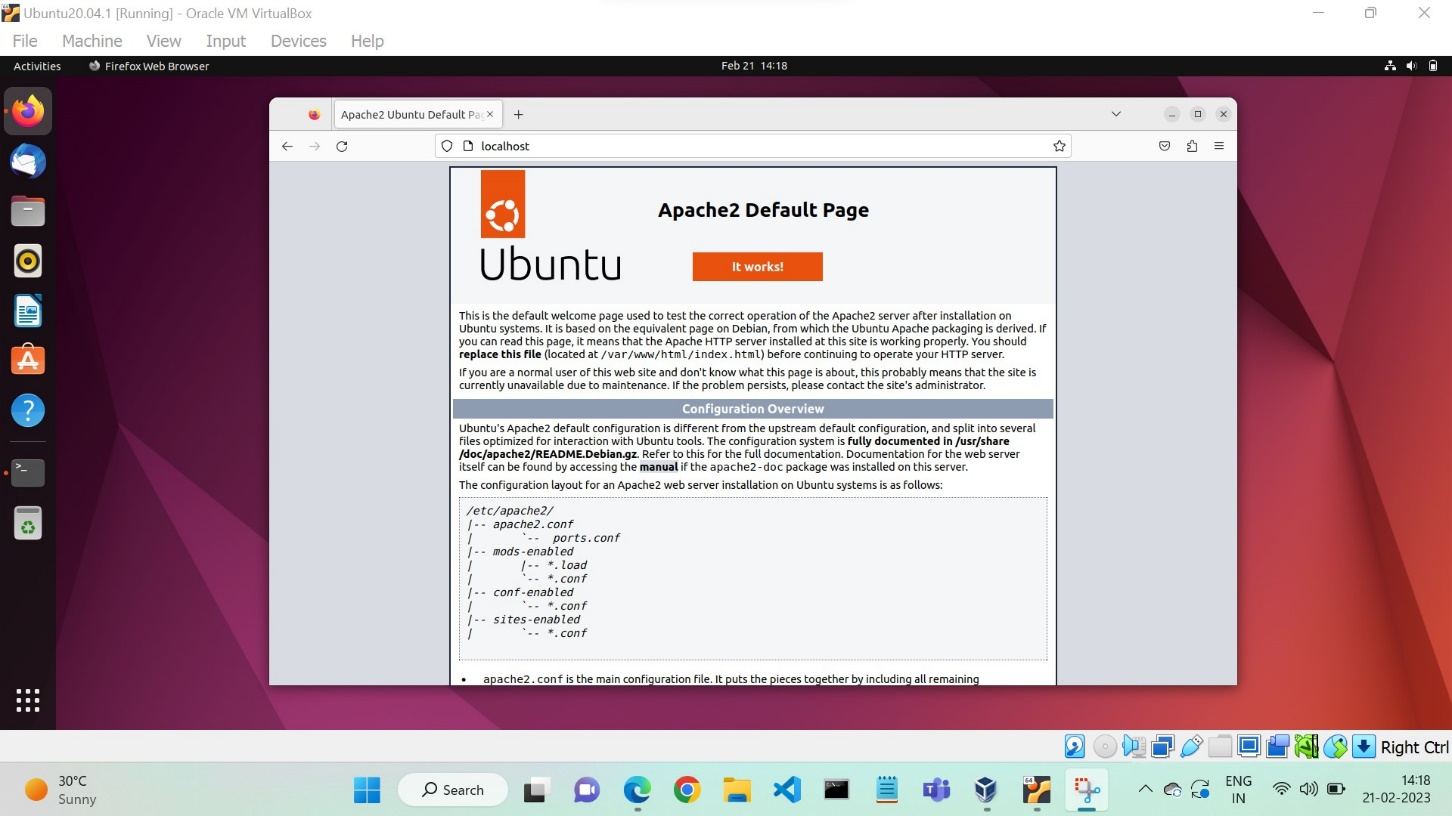 Ubuntu20.04.1 [Running] - Oracle VM VirtualBox
File Machine View Input Devices Help
Activities Firefox Web Browser Feb 21 14:18
Apache2 Ubuntu Default Pag
localhost
Apache2 Default Page
Ubuntu
It works!
This is the default welcome page used to test the correct operation of the Apache2 server after installation on
Ubuntu systems. It is based on the equivalent page on Debian, from which the Ubuntu Apache packaging is derived. If
you can read this page, it means that the Apache HTTP server installed at this site is working properly. You should
replace this file (located at /var/www/html/index.html) before continuing to operate your HTTP server.
If you are a normal user of this web site and don't know what this page is about, this probably means that the site is
currently unavailable due to maintenance. If the problem persists, please contact the site's administrator.
Configuration Overview
Ubuntu's Apache2 default configuration is different from the upstream default configuration, and split into several
files optimized for interaction with Ubuntu tools. The configuration system is fully documented in /usr/share
/doc/apache2/README.Debian.gz. Refer to this for the full documentation. Documentation for the web server
itself can be found by accessing the manual if the apache2-doc package was installed on this server.
The configuration layout for an Apache2 web server installation on Ubuntu systems is as follows:
/etc/apache2/
|-- apache2.conf
|       `--  ports.conf
|-- mods-enabled
|       |-- *.load
|       `-- *.conf
|-- conf-enabled
|       `-- *.conf
|-- sites-enabled
|       `-- *.conf
• apache2.conf is the main configuration file. It puts the pieces together by including all remaining
Right Ctrl
30°C
Sunny
Search
ENG
IN
14:18
21-02-2023